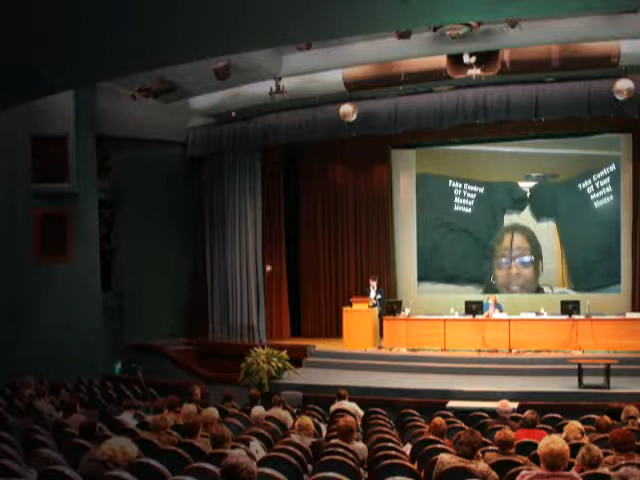 Take Control
Of Your
Mental
House
Take Control
Of Your
Mental
House